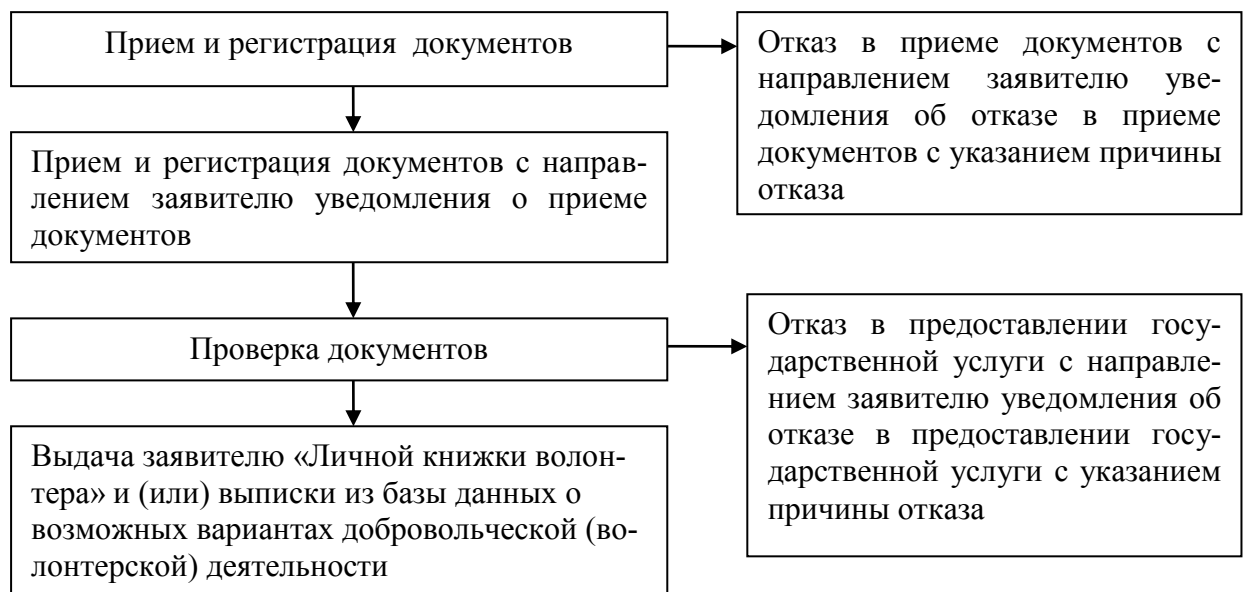 Прием и регистрация документов
Отказ в приеме документов с
направлением заявителю уве-
домления об отказе в приеме
документов с указанием причины
отказа
Прием и регистрация документов с направ-
лением заявителю уведомления о приеме
документов
Проверка документов
Отказ в предоставлении госу-
дарственной услуги с направле-
нием заявителю уведомления об
отказе в предоставлении госу-
дарственной услуги с указанием
причины отказа
Выдача заявителю «Личной книжки волон-
тера» и (или) выписки из базы данных о
возможных вариантах добровольческой (во-
лонтерской) деятельности